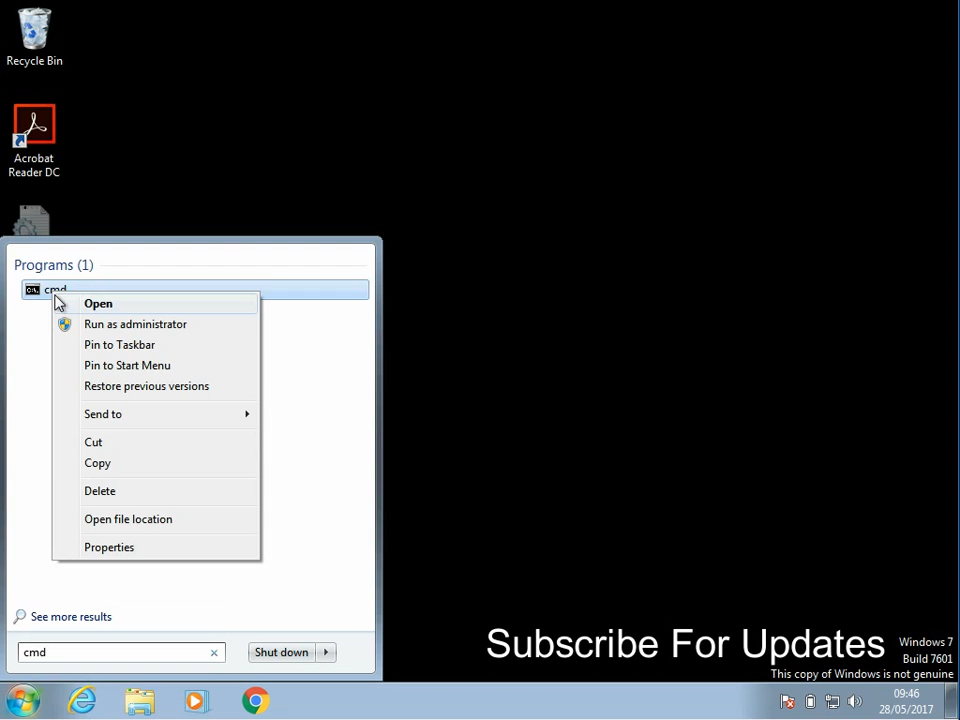 Recycle Bin
Acrobat
Reader DC
Programs (1)
C:\.
cmd
Open
Run as administrator
Pin to Taskbar
Pin to Start Menu
Restore previous versions
Send to
Cut
Copy
Delete
Open file location
Properties
See more results
cmd
Shut down
Subscribe For Updates
Windows 7
Build 7601
This copy of Windows is not genuine
09:46
28/05/2017